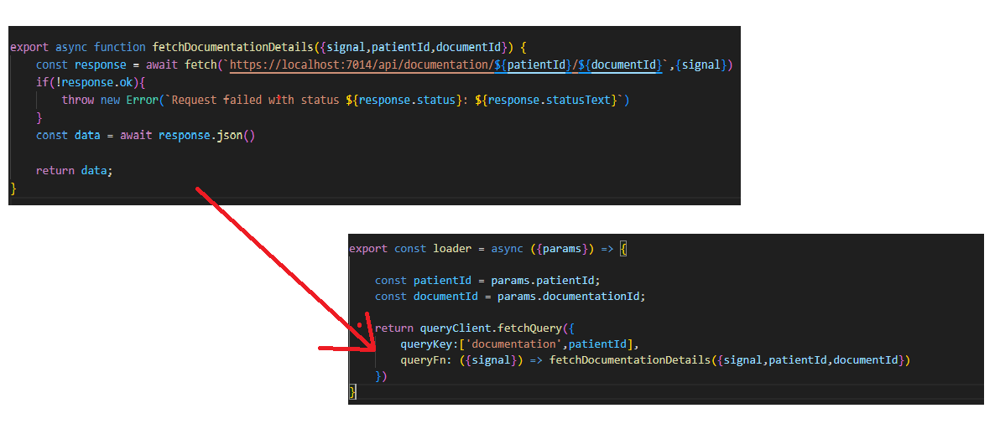 export async function fetchDocumentationDetails({signal,patientId,documentId}) {
const response = await fetch(`https://localhost:7014/api/documentation/${patientId}/${documentId}`,{signal})
if(!response.ok){
throw new Error(`Request failed with status ${response.status}: ${response.statusText}`)
}
const data = await response.json()
return data;
}
export const loader = async ({params}) => {
const patientId = params.patientId;
const documentId = params.documentationId;
return queryClient.fetchQuery({
queryKey:['documentation',patientId],
queryFn: ({signal}) => fetchDocumentationDetails({signal,patientId,documentId})
})
}